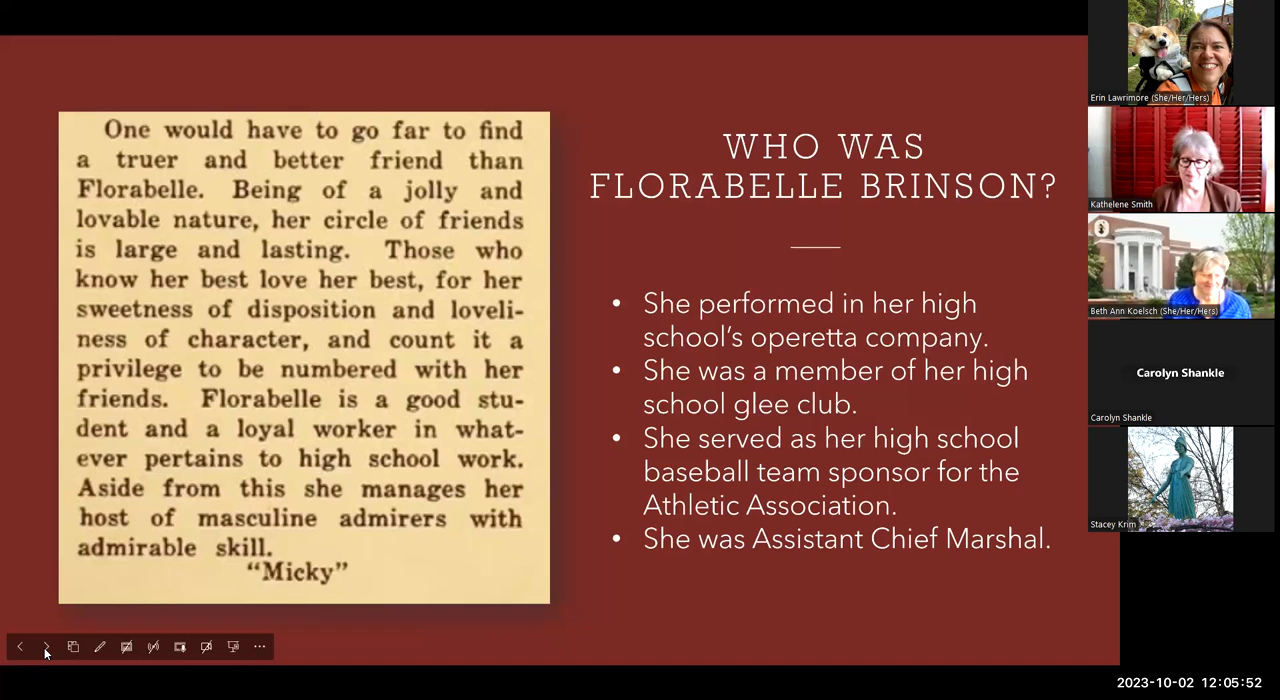 One would have to go far to find
a truer and better friend than
Florabelle. Being of a jolly and
lovable nature, her circle of friends
is large and lasting. Those who
know her best love her best, for her
sweetness of disposition and loveli-
ness of character, and count it a
privilege to be numbered with her
friends. Florabelle is a good stu-
dent and a loyal worker in what-
ever pertains to high school work.
Aside from this she manages her
host of masculine admirers with
admirable skill.
“Micky”
WHO WAS
FLORABELLE BRINSON?
• She performed in her high
school’s operetta company.
• She was a member of her high
school glee club.
• She served as her high school
baseball team sponsor for the
Athletic Association.
• She was Assistant Chief Marshal.
Erin Lawrimore (She/Her/Hers)
Kathelene Smith
Beth Ann Koelsch (She/Her/Hers)
Carolyn Shankle
Carolyn Shankle
Stacey Krim
2023-10-02 12:05:52